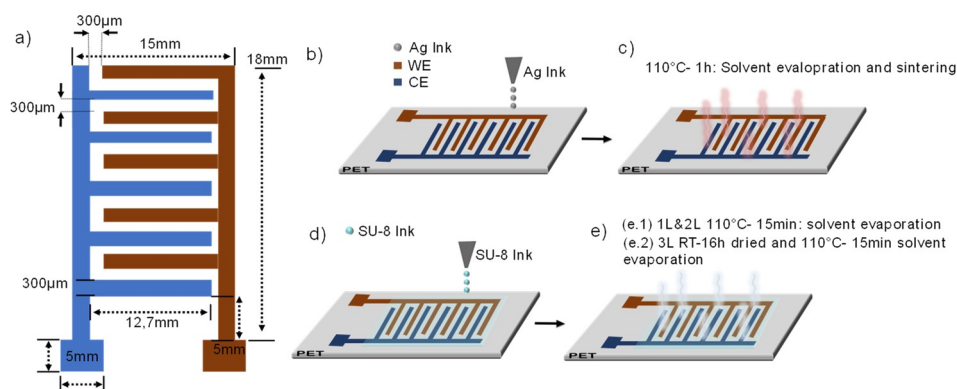 a)
300µm
15mm
18mm
300µm
300µm
12,7mm
5mm
5mm
b)
Ag Ink
WE
CE
Ag Ink
PET
c)
110°C- 1h: Solvent evalopration and sintering
PET
d)
SU-8 Ink
SU-8 Ink
PET
e)
(e.1) 1L&2L 110°C- 15min: solvent evaporation
(e.2) 3L RT-16h dried and 110°C- 15min solvent
evaporation
PET